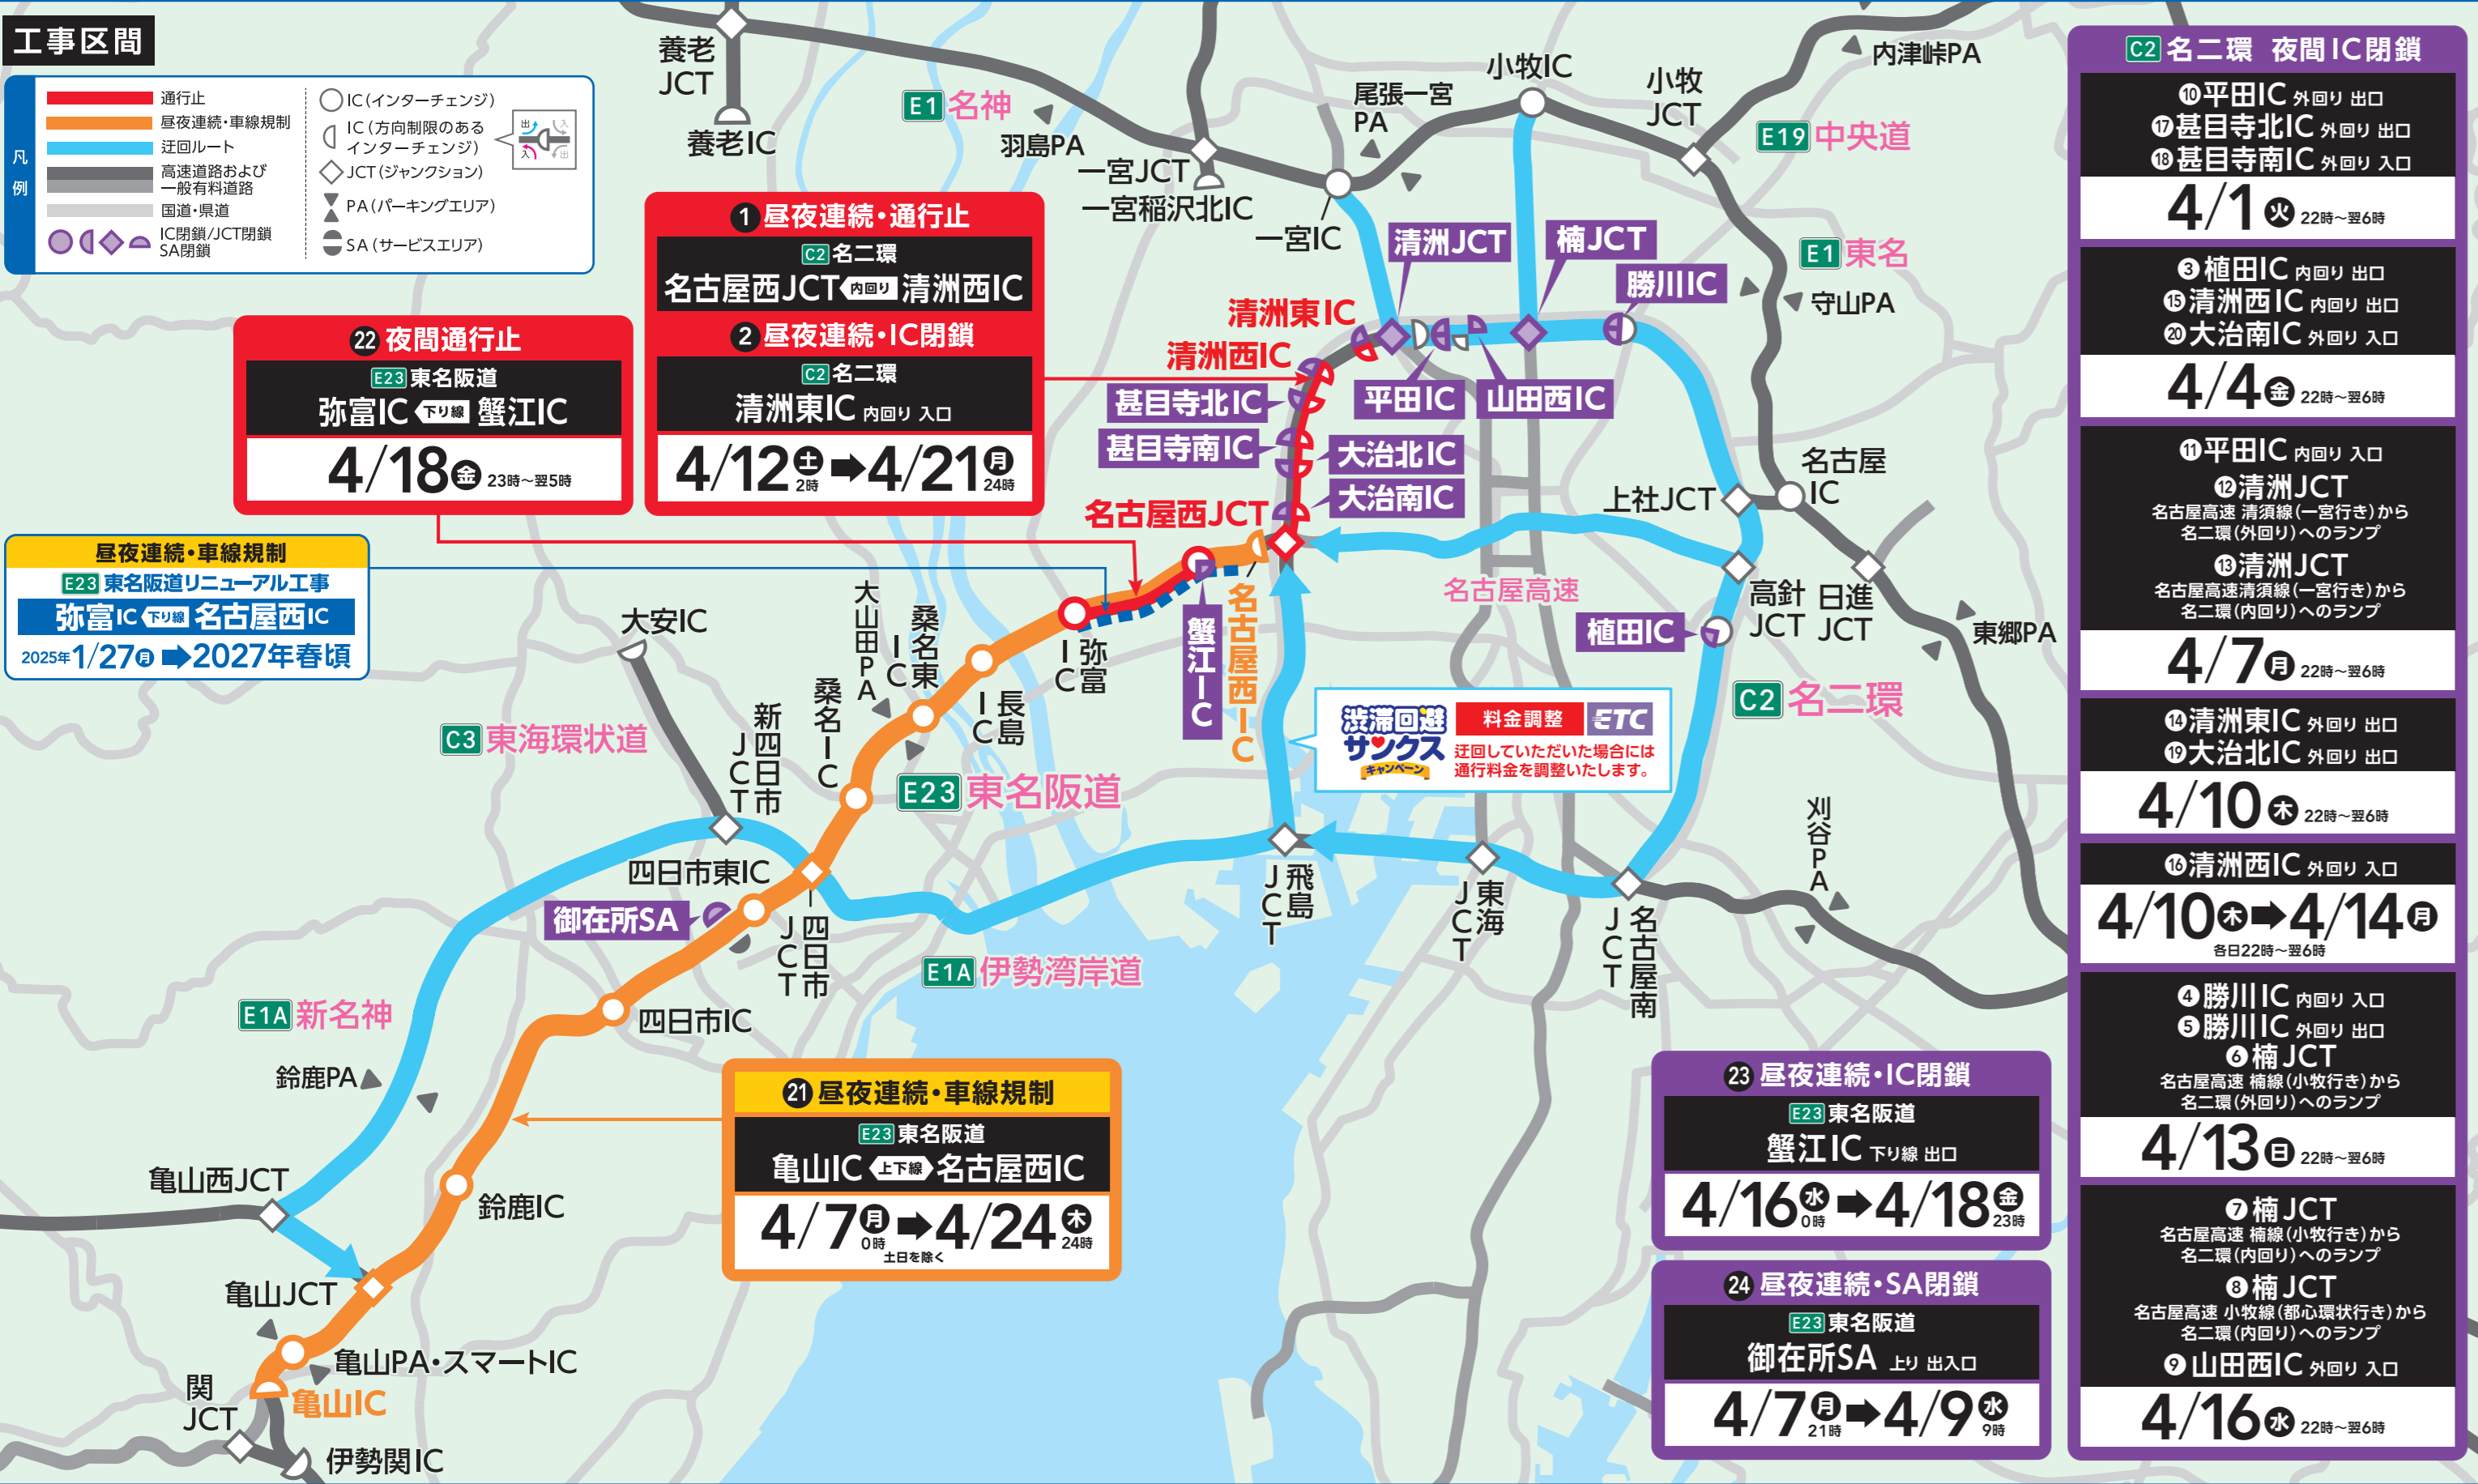 工事区間
凡例
通行止
昼夜連続・車線規制
迂回ルート
高速道路および
一般有料道路
国道・県道
IC閉鎖/JCT閉鎖
SA閉鎖
IC(インターチェンジ)
IC(方向制限のある
インターチェンジ)
出 入
入 出
JCT(ジャンクション)
PA(パーキングエリア)
SA(サービスエリア)
養老
JCT
養老IC
E1 名神
羽島PA
一宮JCT
一宮稲沢北IC
一宮IC
尾張一宮
PA
小牧IC
小牧
JCT
内津峠PA
E19 中央道
E1 東名
守山PA
清洲JCT
楠JCT
勝川IC
清洲東IC
清洲西IC
甚目寺北IC
甚目寺南IC
平田IC
山田西IC
大治北IC
大治南IC
名古屋西JCT
上社JCT
名古屋
IC
高針
JCT
日進
JCT
東郷PA
植田IC
名古屋高速
C2 名二環
❶昼夜連続・通行止
C2 名二環
名古屋西JCT 内回り 清洲西IC
❷昼夜連続・IC閉鎖
C2 名二環
清洲東IC 内回り 入口
4/12土 2時➡4/21月 24時
㉒夜間通行止
E23 東名阪道
弥富IC 下り線 蟹江IC
4/18金 23時～翌5時
昼夜連続・車線規制
E23 東名阪道リニューアル工事
弥富IC 下り線 名古屋西IC
2025年1/27月➡2027年春頃
大安IC
大山田PA
桑名東IC
桑名IC
長島IC
弥富IC
蟹江IC
名古屋西IC
新四日市JCT
C3 東海環状道
E23 東名阪道
渋滞回避
サンクス
キャンペーン
料金調整 ETC
迂回していただいた場合には
通行料金を調整いたします。
四日市東IC
御在所SA
四日市JCT
E1A 伊勢湾岸道
飛島JCT
東海JCT
名古屋南JCT
刈谷PA
E1A 新名神
四日市IC
鈴鹿PA
亀山西JCT
鈴鹿IC
亀山JCT
亀山PA・スマートIC
亀山IC
関
JCT
伊勢関IC
㉑昼夜連続・車線規制
E23 東名阪道
亀山IC 上下線 名古屋西IC
4/7月 0時➡4/24木 24時
土日を除く
㉓昼夜連続・IC閉鎖
E23 東名阪道
蟹江IC 下り線 出口
4/16水 0時➡4/18金 23時
㉔昼夜連続・SA閉鎖
E23 東名阪道
御在所SA 上り 出入口
4/7月 21時➡4/9水 9時
C2 名二環 夜間IC閉鎖
❿平田IC 外回り 出口
⓱甚目寺北IC 外回り 出口
⓲甚目寺南IC 外回り 入口
4/1火 22時～翌6時
❸植田IC 内回り 出口
⓯清洲西IC 内回り 出口
⓴大治南IC 外回り 入口
4/4金 22時～翌6時
⓫平田IC 内回り 入口
⓬清洲JCT
名古屋高速 清須線(一宮行き)から
名二環(外回り)へのランプ
⓭清洲JCT
名古屋高速清須線(一宮行き)から
名二環(内回り)へのランプ
4/7月 22時～翌6時
⓮清洲東IC 外回り 出口
⓳大治北IC 外回り 出口
4/10木 22時～翌6時
⓰清洲西IC 外回り 入口
4/10木➡4/14月
各日22時～翌6時
❹勝川IC 内回り 入口
❺勝川IC 外回り 出口
❻楠JCT
名古屋高速 楠線(小牧行き)から
名二環(外回り)へのランプ
4/13日 22時～翌6時
❼楠JCT
名古屋高速 楠線(小牧行き)から
名二環(内回り)へのランプ
❽楠JCT
名古屋高速 小牧線(都心環状行き)から
名二環(内回り)へのランプ
❾山田西IC 外回り 入口
4/16水 22時～翌6時